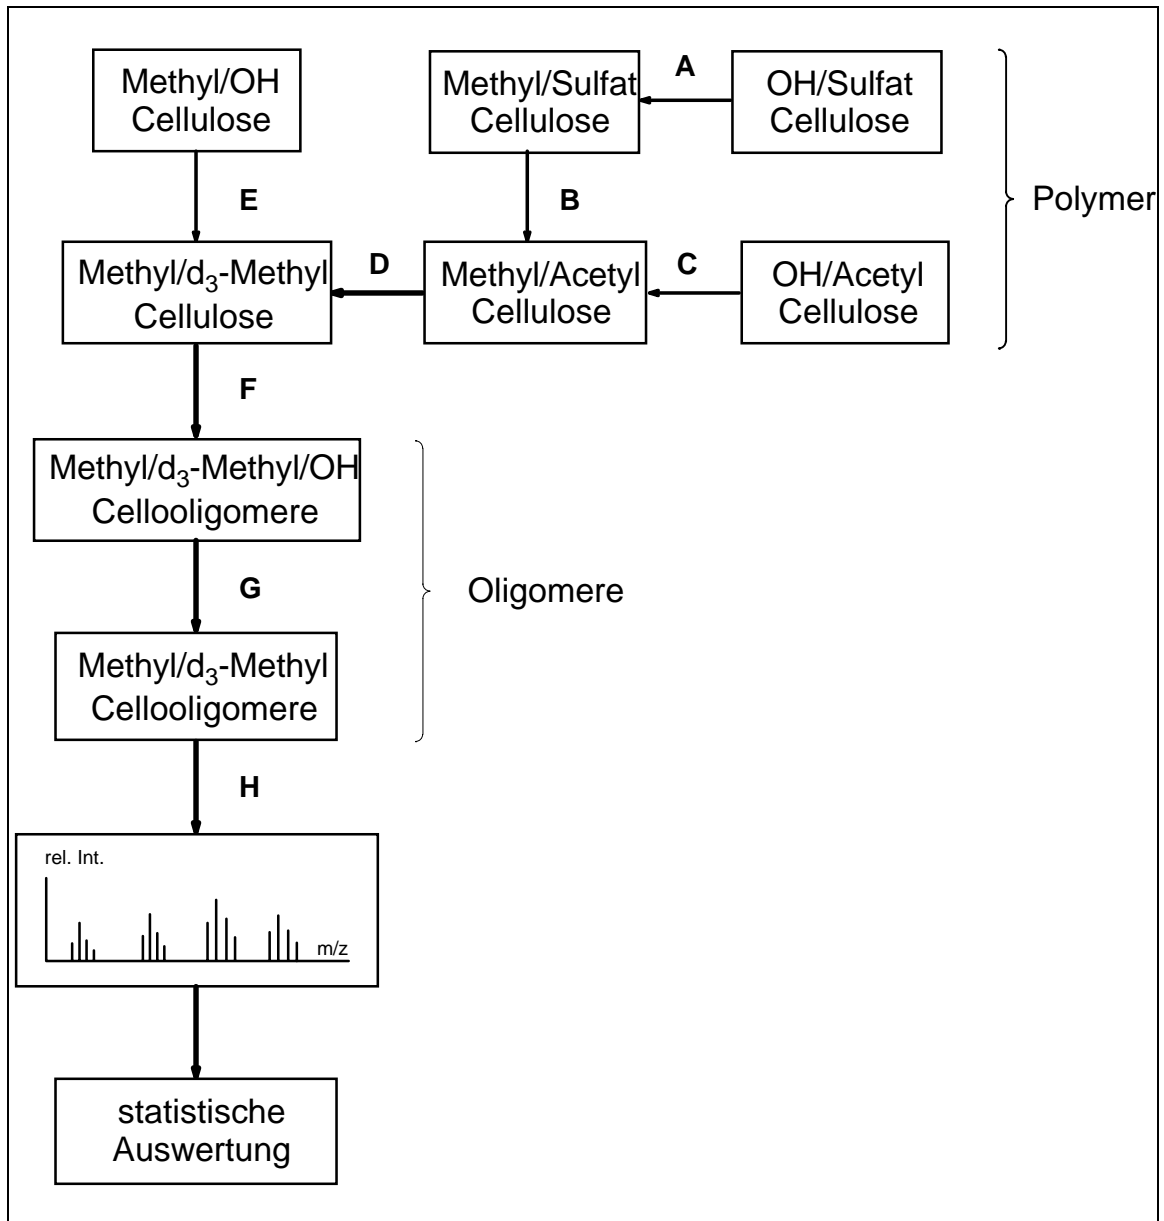 Methyl/OH
Cellulose
Methyl/Sulfat
Cellulose
A
OH/Sulfat
Cellulose
E
B
Polymer
Methyl/d₃-Methyl
Cellulose
D
Methyl/Acetyl
Cellulose
C
OH/Acetyl
Cellulose
F
Methyl/d₃-Methyl/OH
Cellooligomere
G
Oligomere
Methyl/d₃-Methyl
Cellooligomere
H
rel. Int.
m/z
statistische
Auswertung